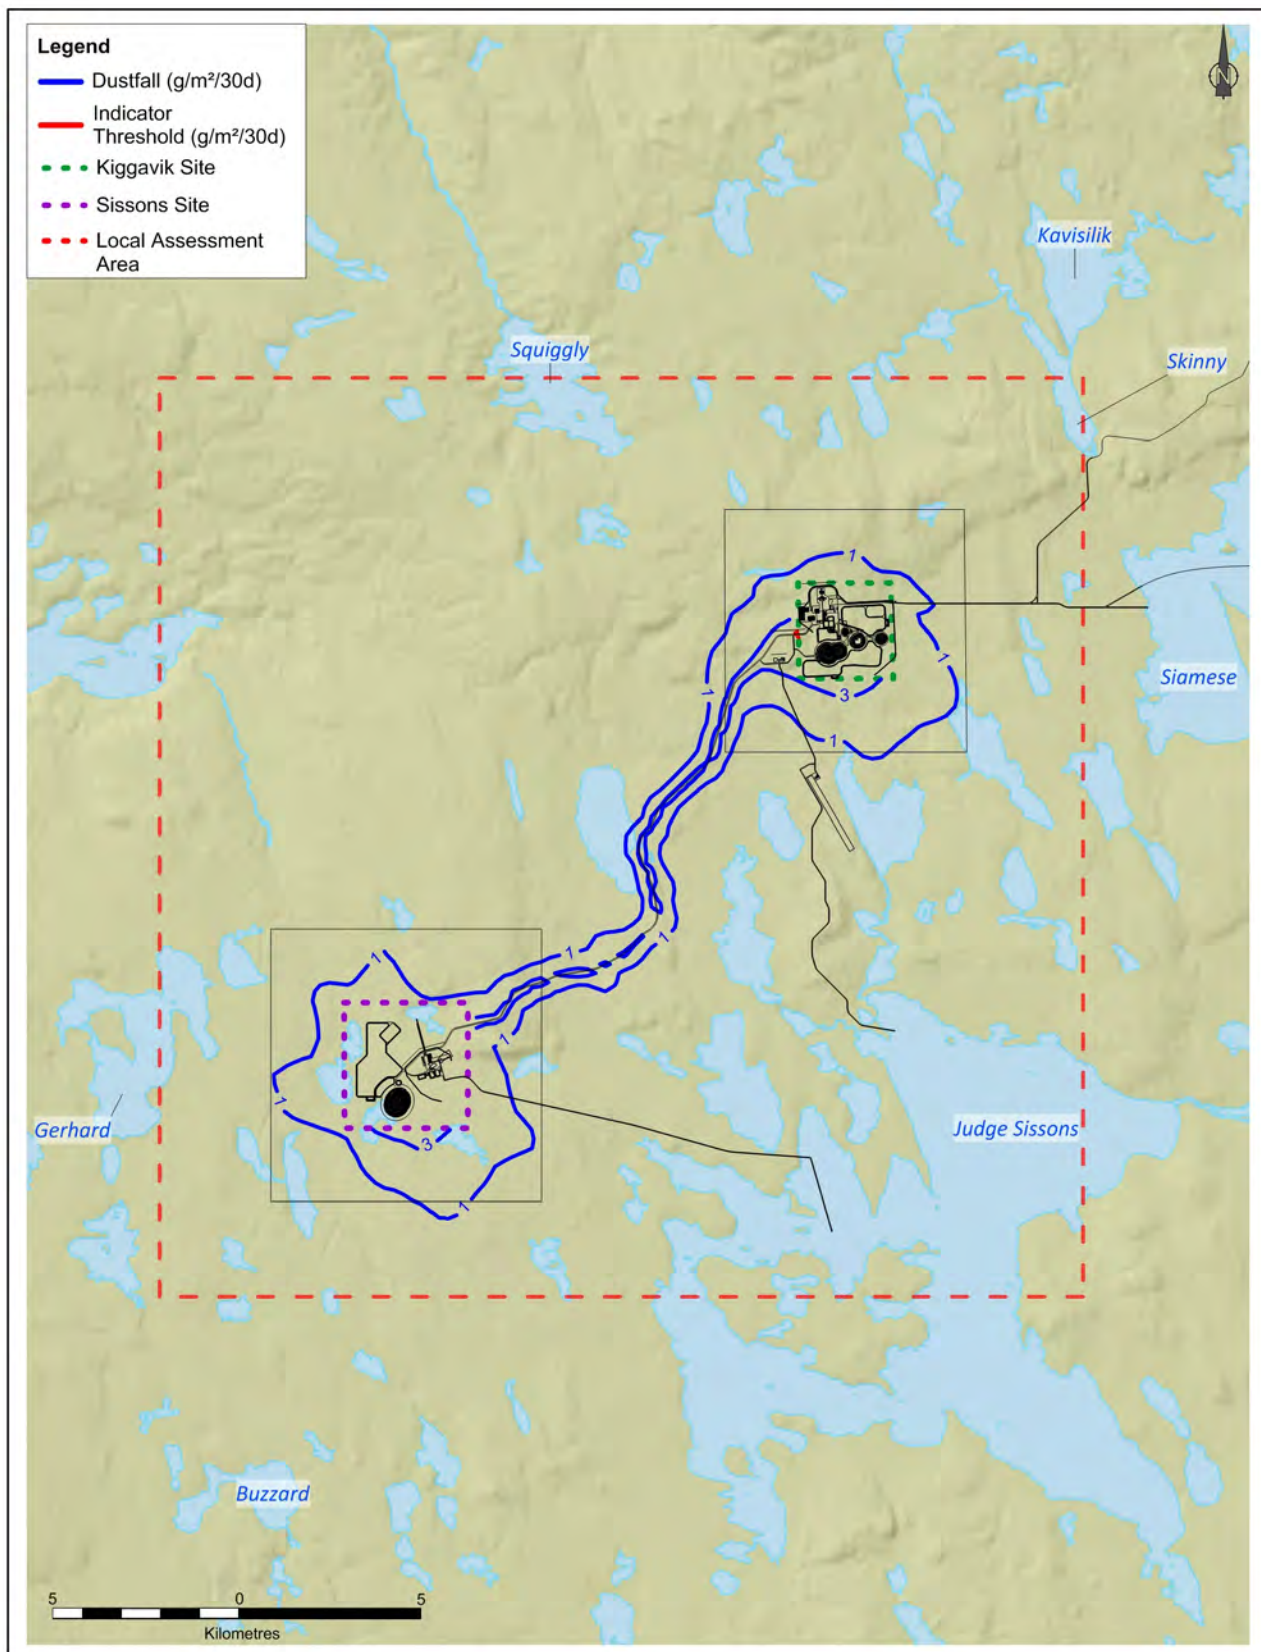 Legend
Dustfall (g/m²/30d)
Indicator
Threshold (g/m²/30d)
Kiggavik Site
Sissons Site
Local Assessment
Area
N
Kavisilik
Squiggly
Skinny
1
1
Siamese
1
3
1
1
1
1
1
Gerhard
3
Judge Sissons
1
1
Buzzard
5 0 5
Kilometres